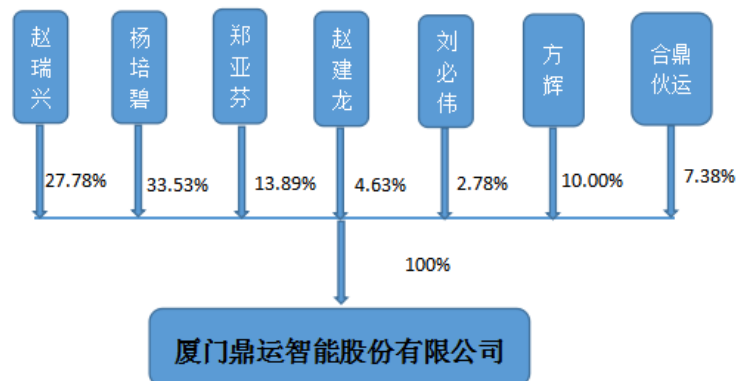 赵瑞兴
杨培碧
郑亚芬
赵建龙
刘必伟
方辉
合鼎
伙运
27.78%
33.53%
13.89%
4.63%
2.78%
10.00%
7.38%
100%
厦门鼎运智能股份有限公司